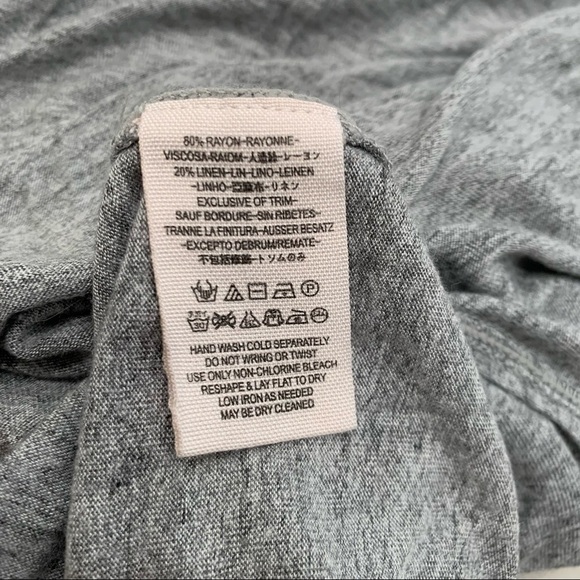 80% RAYON-RAYONNE-
VISCOSA-RAIOM-人造絲-レーヨン
20% LINEN-LIN-LINO-LEINEN
-LINHO-亞麻布-リネン
EXCLUSIVE OF TRIM-
SAUF BORDURE-SIN RIBETES-
TRANNE LA FINITURA-AUSSER BESATZ
-EXCEPTO DEBRUM/REMATE-
不包括修飾-トソムのみ
P
HAND WASH COLD SEPARATELY
DO NOT WRING OR TWIST
USE ONLY NON-CHLORINE BLEACH
RESHAPE & LAY FLAT TO DRY
LOW IRON AS NEEDED
MAY BE DRY CLEANED